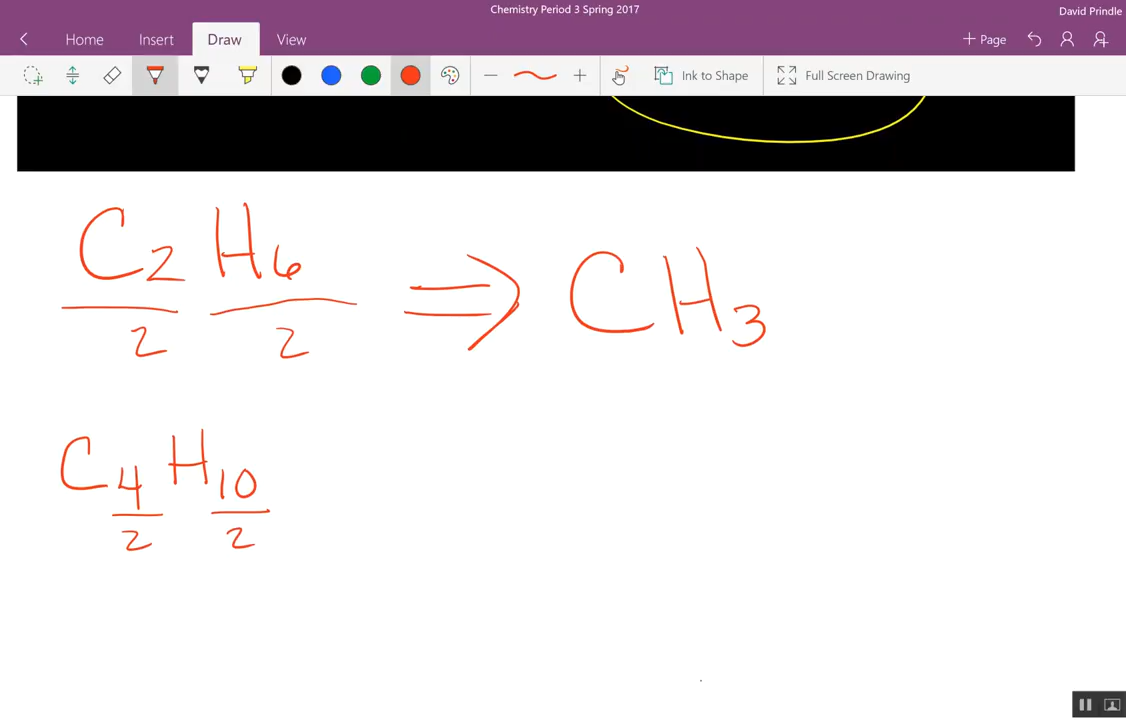 Chemistry Period 3 Spring 2017
David Prindle
Home Insert Draw View
Page
Ink to Shape Full Screen Drawing
C2 H6 ⇒ CH3
2 2
C4 H10
2 2